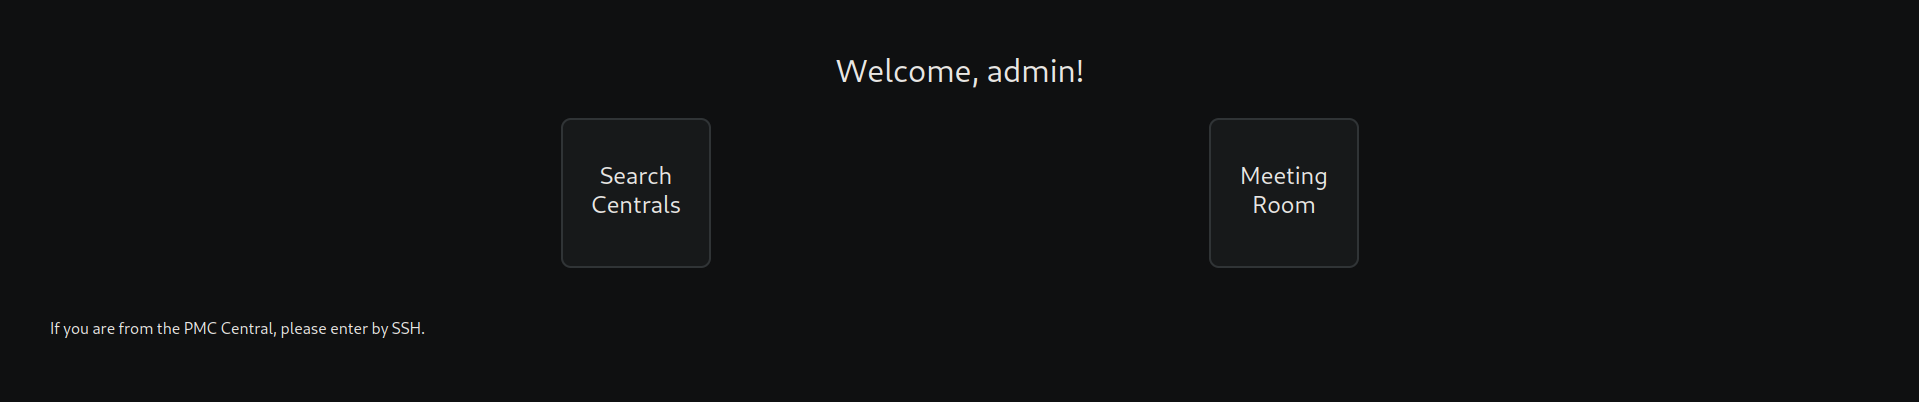 Welcome, admin!
Search
Centrals
Meeting
Room
If you are from the PMC Central, please enter by SSH.